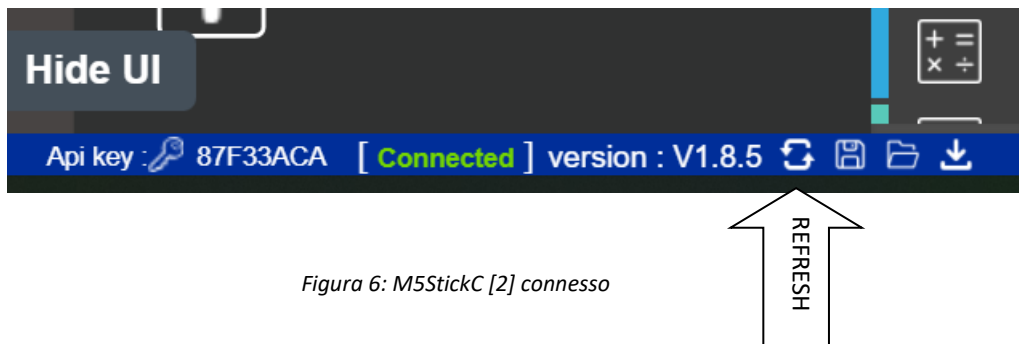 Hide UI
Api key : 87F33ACA [ Connected ] version : V1.8.5
REFRESH
Figura 6: M5StickC [2] connesso